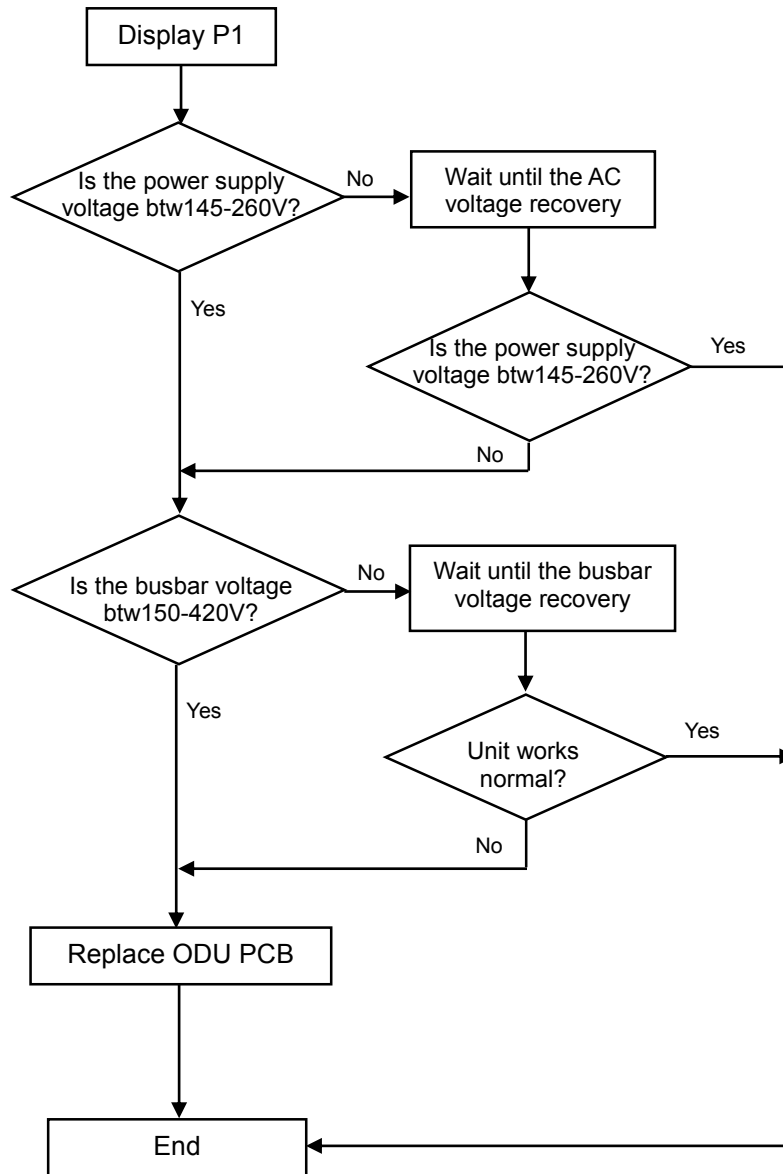 Display P1
Is the power supply
voltage btw145-260V?
No
Wait until the AC
voltage recovery
Yes
Is the power supply
voltage btw145-260V?
Yes
No
Is the busbar voltage
btw150-420V?
No
Wait until the busbar
voltage recovery
Yes
Unit works
normal?
Yes
No
Replace ODU PCB
End